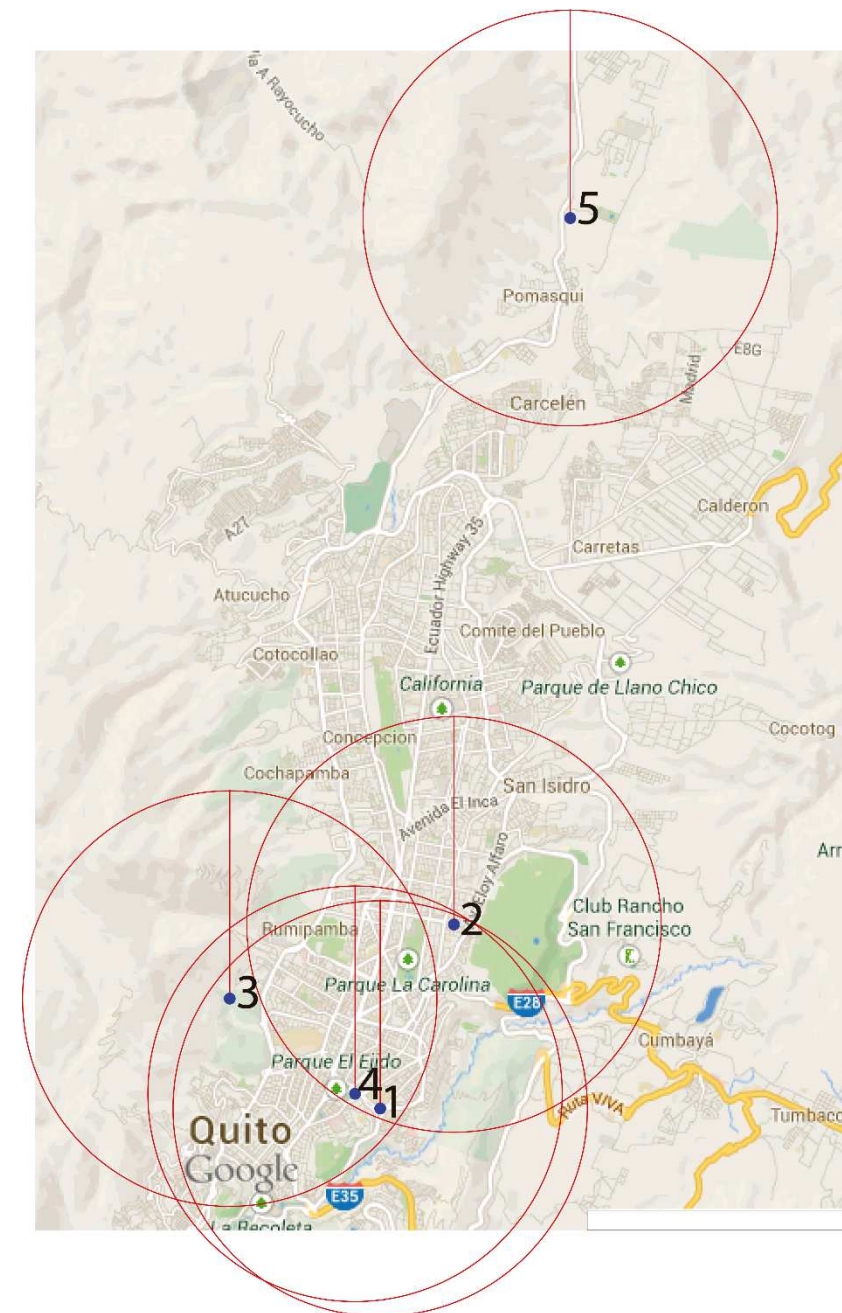 Vía A Rayocucho
5
Pomasqui
E8G
Madrid
Carcelén
Calderón
A27
Ecuador Highway 35
Carretas
Atucucho
Comite del Pueblo
Cotocollao
California
Parque de Llano Chico
Concepcion
Cocotog
Cochapamba
San Isidro
Avenida El Inca
Eloy Alfaro
Arr
Club Rancho
San Francisco
2
Rumipamba
Parque La Carolina
3
E28
Cumbayá
Parque El Ejido
4
1
Ruta VIVA
Tumbaco
Quito
Google
E35
La Recoleta